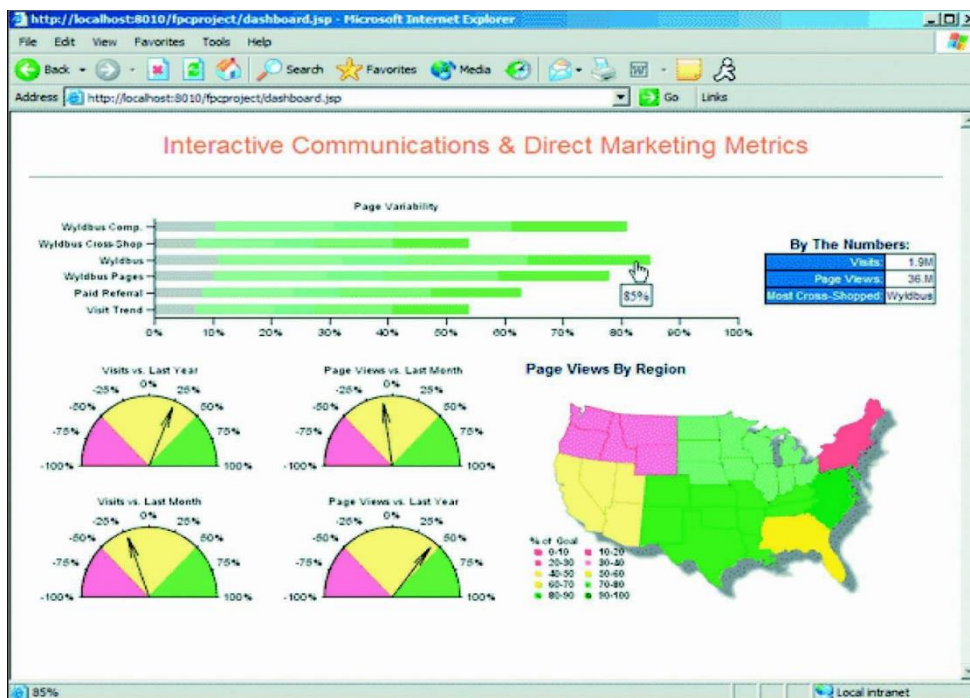 http://localhost:8010/fpcproject/dashboard.jsp - Microsoft Internet Explorer
File Edit View Favorites Tools Help
Back Search Favorites Media
Address http://localhost:8010/fpcproject/dashboard.jsp Go Links
Interactive Communications & Direct Marketing Metrics
Page Variability
Wyldbus Comp.
Wyldbus Cross-Shop
Wyldbus
Wyldbus Pages
Paid Referral
Visit Trend
85%
0% 10% 20% 30% 40% 50% 60% 70% 80% 90% 100%
By The Numbers:
Visits: 1.9M
Page Views: 36.M
Most Cross-Shopped: Wyldbus
Visits vs. Last Year
-100% -75% -50% -25% 0% 25% 50% 75% 100%
Page Views vs. Last Month
-100% -75% -50% -25% 0% 25% 50% 75% 100%
Visits vs. Last Month
-100% -75% -50% -25% 0% 25% 50% 75% 100%
Page Views vs. Last Year
-100% -75% -50% -25% 0% 25% 50% 75% 100%
Page Views By Region
% of Goal
0-10 10-20
20-30 30-40
40-50 50-60
60-70 70-80
80-90 90-100
85% Local intranet